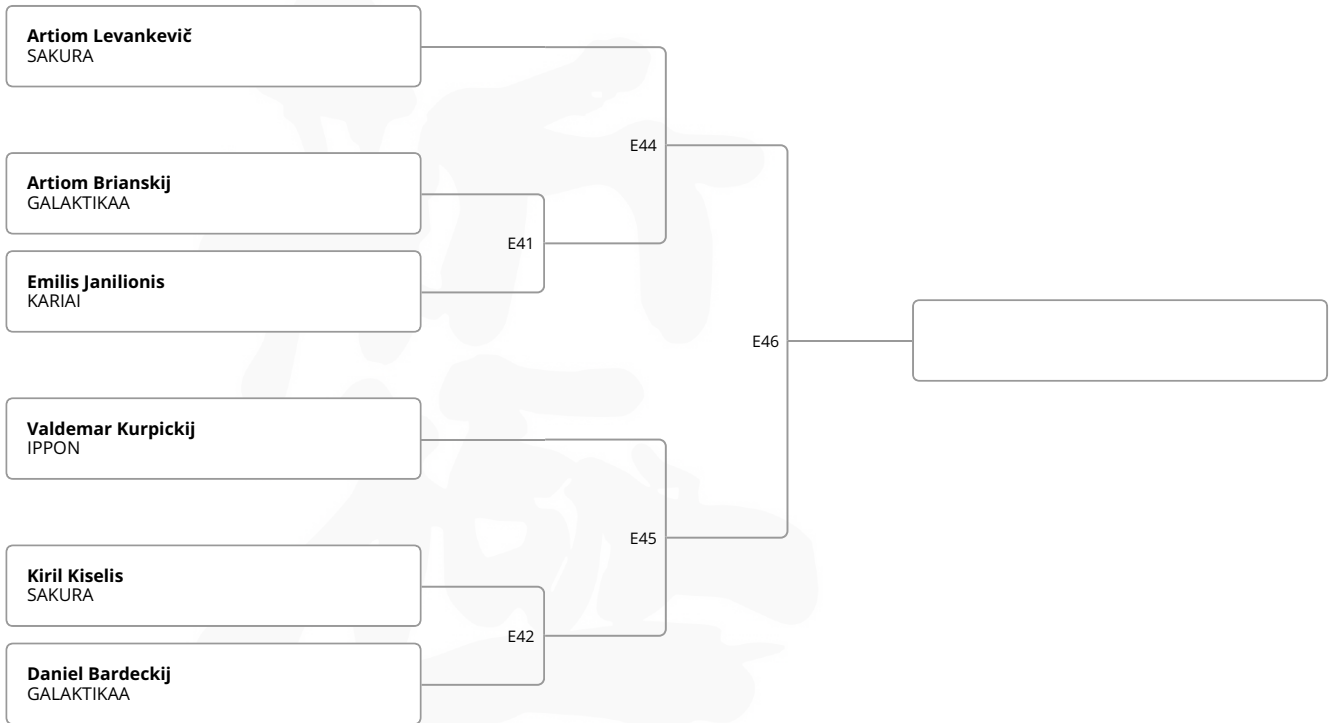 Artiom Levankevič
SAKURA
E44
Artiom Brianskij
GALAKTIKAA
E41
Emilis Janilionis
KARIAI
E46
Valdemar Kurpickij
IPPON
E45
Kiril Kiselis
SAKURA
E42
Daniel Bardeckij
GALAKTIKAA